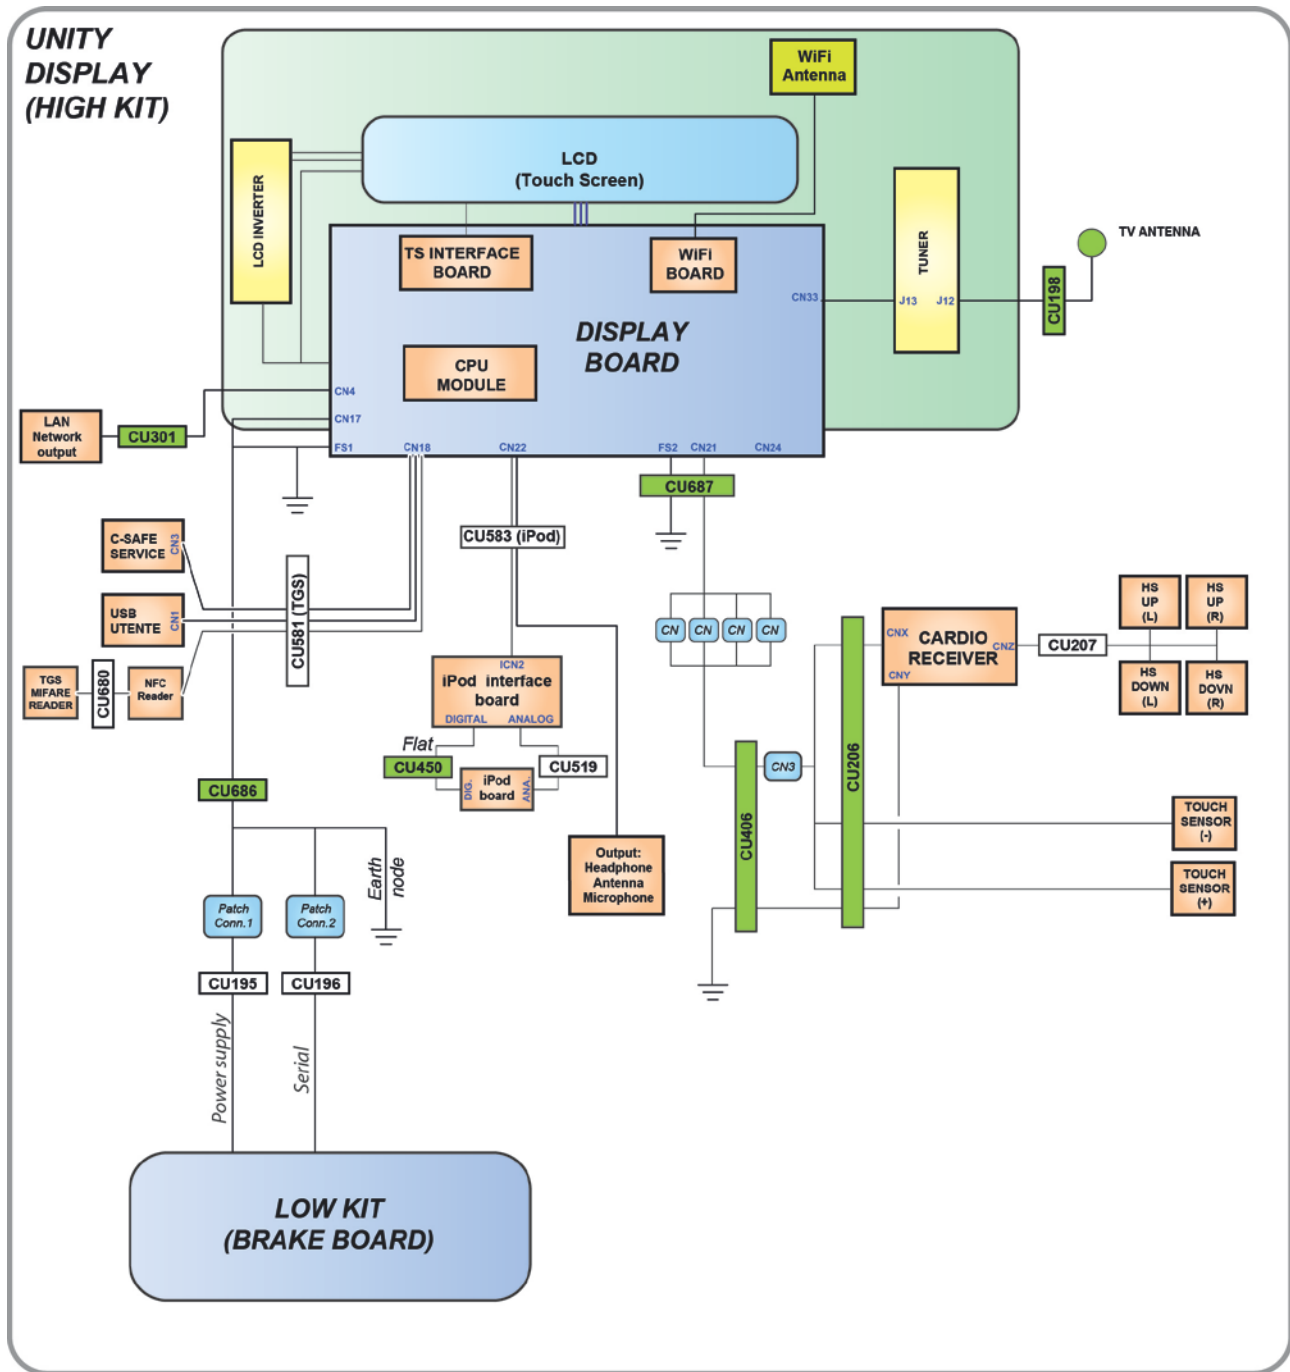 UNITY
DISPLAY
(HIGH KIT)
WiFi
Antenna
LCD
(Touch Screen)
LCD INVERTER
TS INTERFACE
BOARD
WiFi
BOARD
TUNER
J13
J12
CN33
CU198
TV ANTENNA
DISPLAY
BOARD
CPU
MODULE
CN4
CN17
FS1
CN18
CN22
FS2
CN21
CN24
LAN
Network
output
CU301
CU687
CU583 (iPod)
C-SAFE
SERVICE
CN3
USB
UTENTE
CN1
CU581 (TGS)
TGS
MIFARE
READER
CU680
NFC
Reader
ICN2
iPod interface
board
DIGITAL
ANALOG
Flat
CU450
CU519
DIG.
iPod
board
ANA.
CN
CN
CN
CN
CNX
CARDIO
RECEIVER
CNZ
CNY
CU207
HS
UP
(L)
HS
UP
(R)
HS
DOWN
(L)
HS
DOVN
(R)
CU406
CN3
CU206
TOUCH
SENSOR
(-)
TOUCH
SENSOR
(+)
CU686
Output:
Headphone
Antenna
Microphone
Earth
node
Patch
Conn.1
Patch
Conn.2
CU195
CU196
Power supply
Serial
LOW KIT
(BRAKE BOARD)